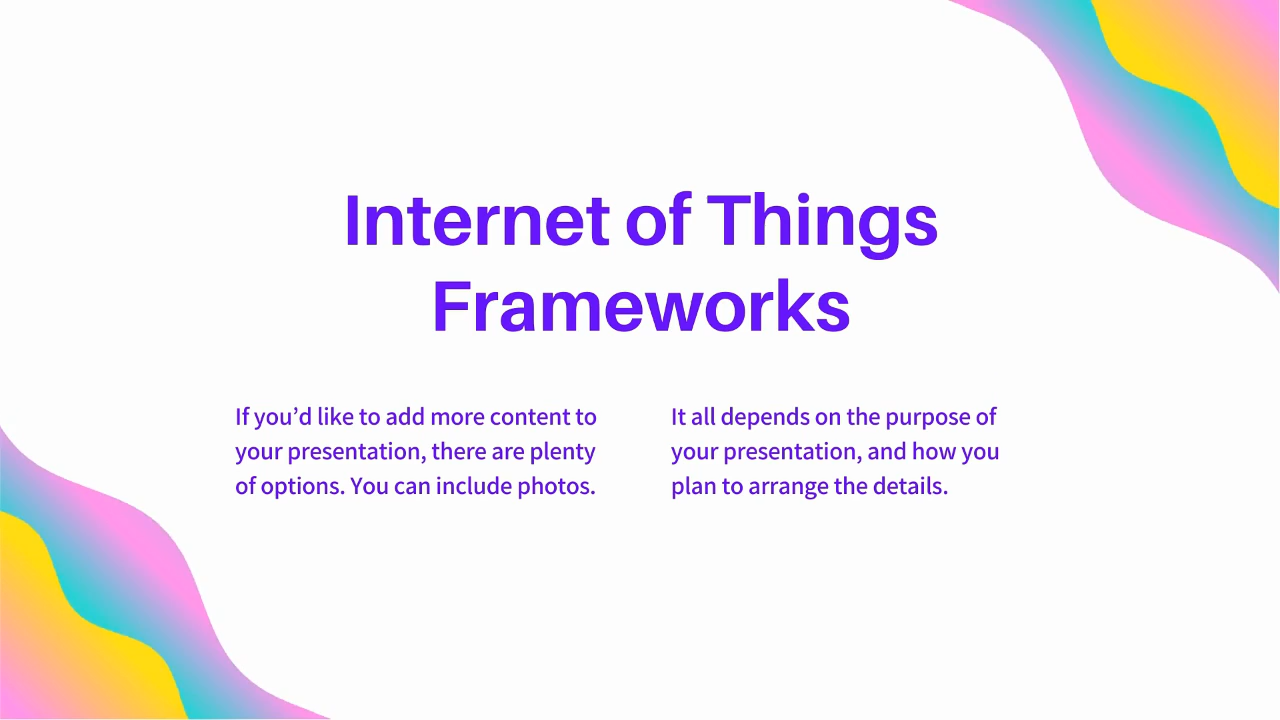 Internet of Things
Frameworks
If you’d like to add more content to
your presentation, there are plenty
of options. You can include photos.
It all depends on the purpose of
your presentation, and how you
plan to arrange the details.